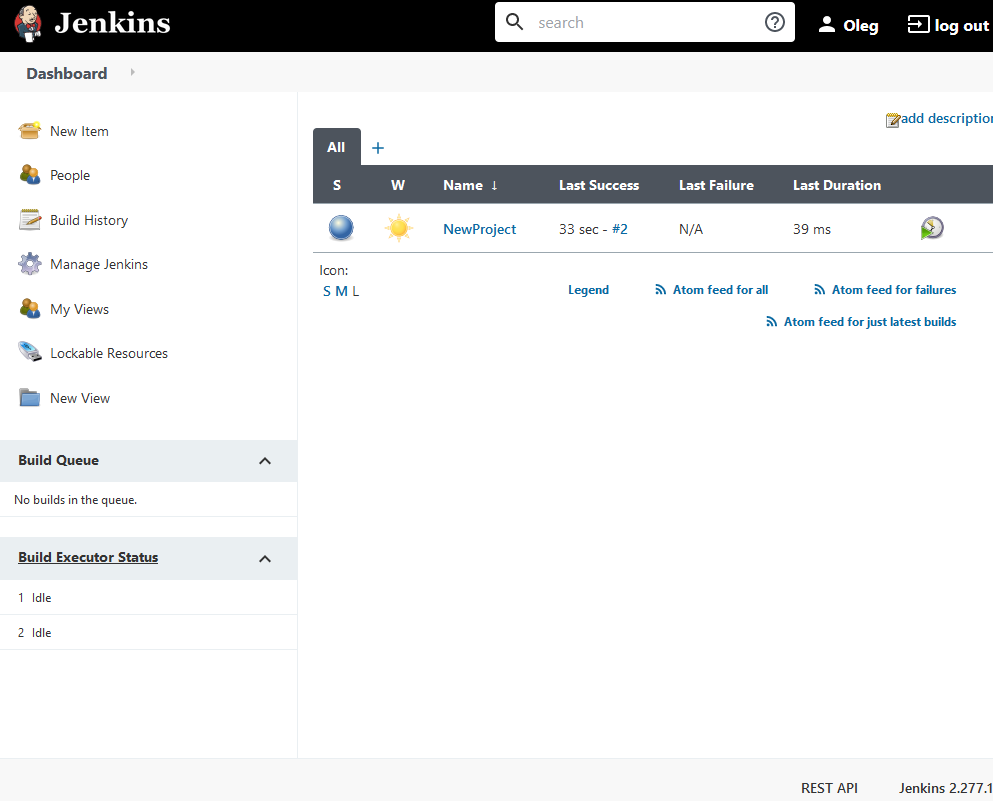 Jenkins search Oleg log out
Dashboard
New Item
People
Build History
Manage Jenkins
My Views
Lockable Resources
New View
Build Queue
No builds in the queue.
Build Executor Status
1 Idle
2 Idle
add description
All +
S W Name ↓ Last Success Last Failure Last Duration
NewProject 33 sec - #2 N/A 39 ms
Icon:
S M L
Legend Atom feed for all Atom feed for failures
Atom feed for just latest builds
REST API Jenkins 2.277.1